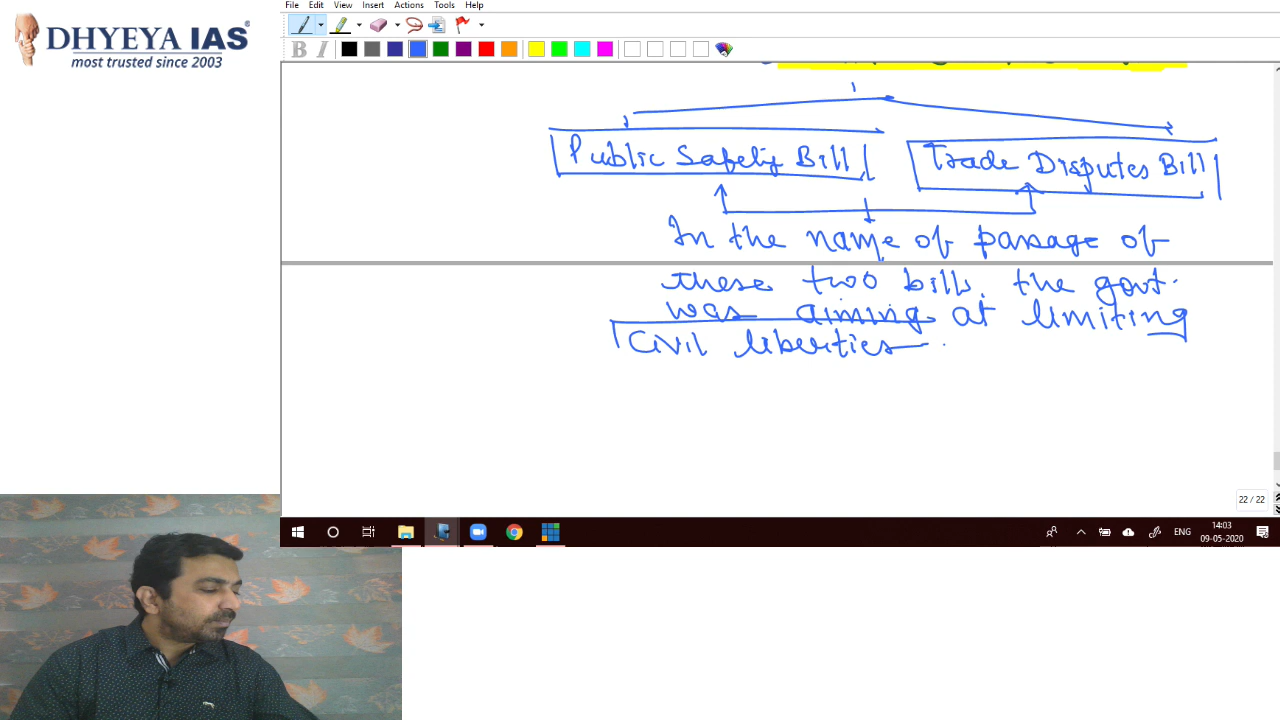 DHYEYA IAS®
most trusted since 2003
File Edit View Insert Actions Tools Help
B I
Public Safety Bill
Trade Disputes Bill
In the name of passage of
these two bills, the govt.
was aiming at limiting
Civil liberties.
22 / 22
ENG
14:03
09-05-2020